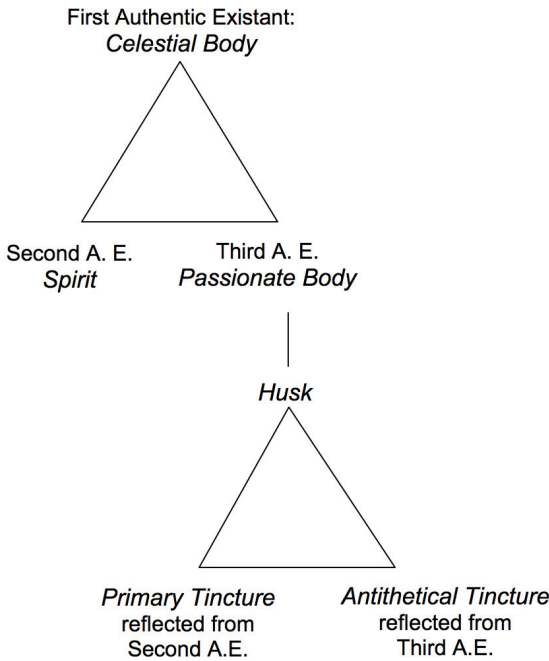 First Authentic Existant:
Celestial Body
Second A. E.
Spirit
Third A. E.
Passionate Body
Husk
Primary Tincture
reflected from
Second A.E.
Antithetical Tincture
reflected from
Third A.E.